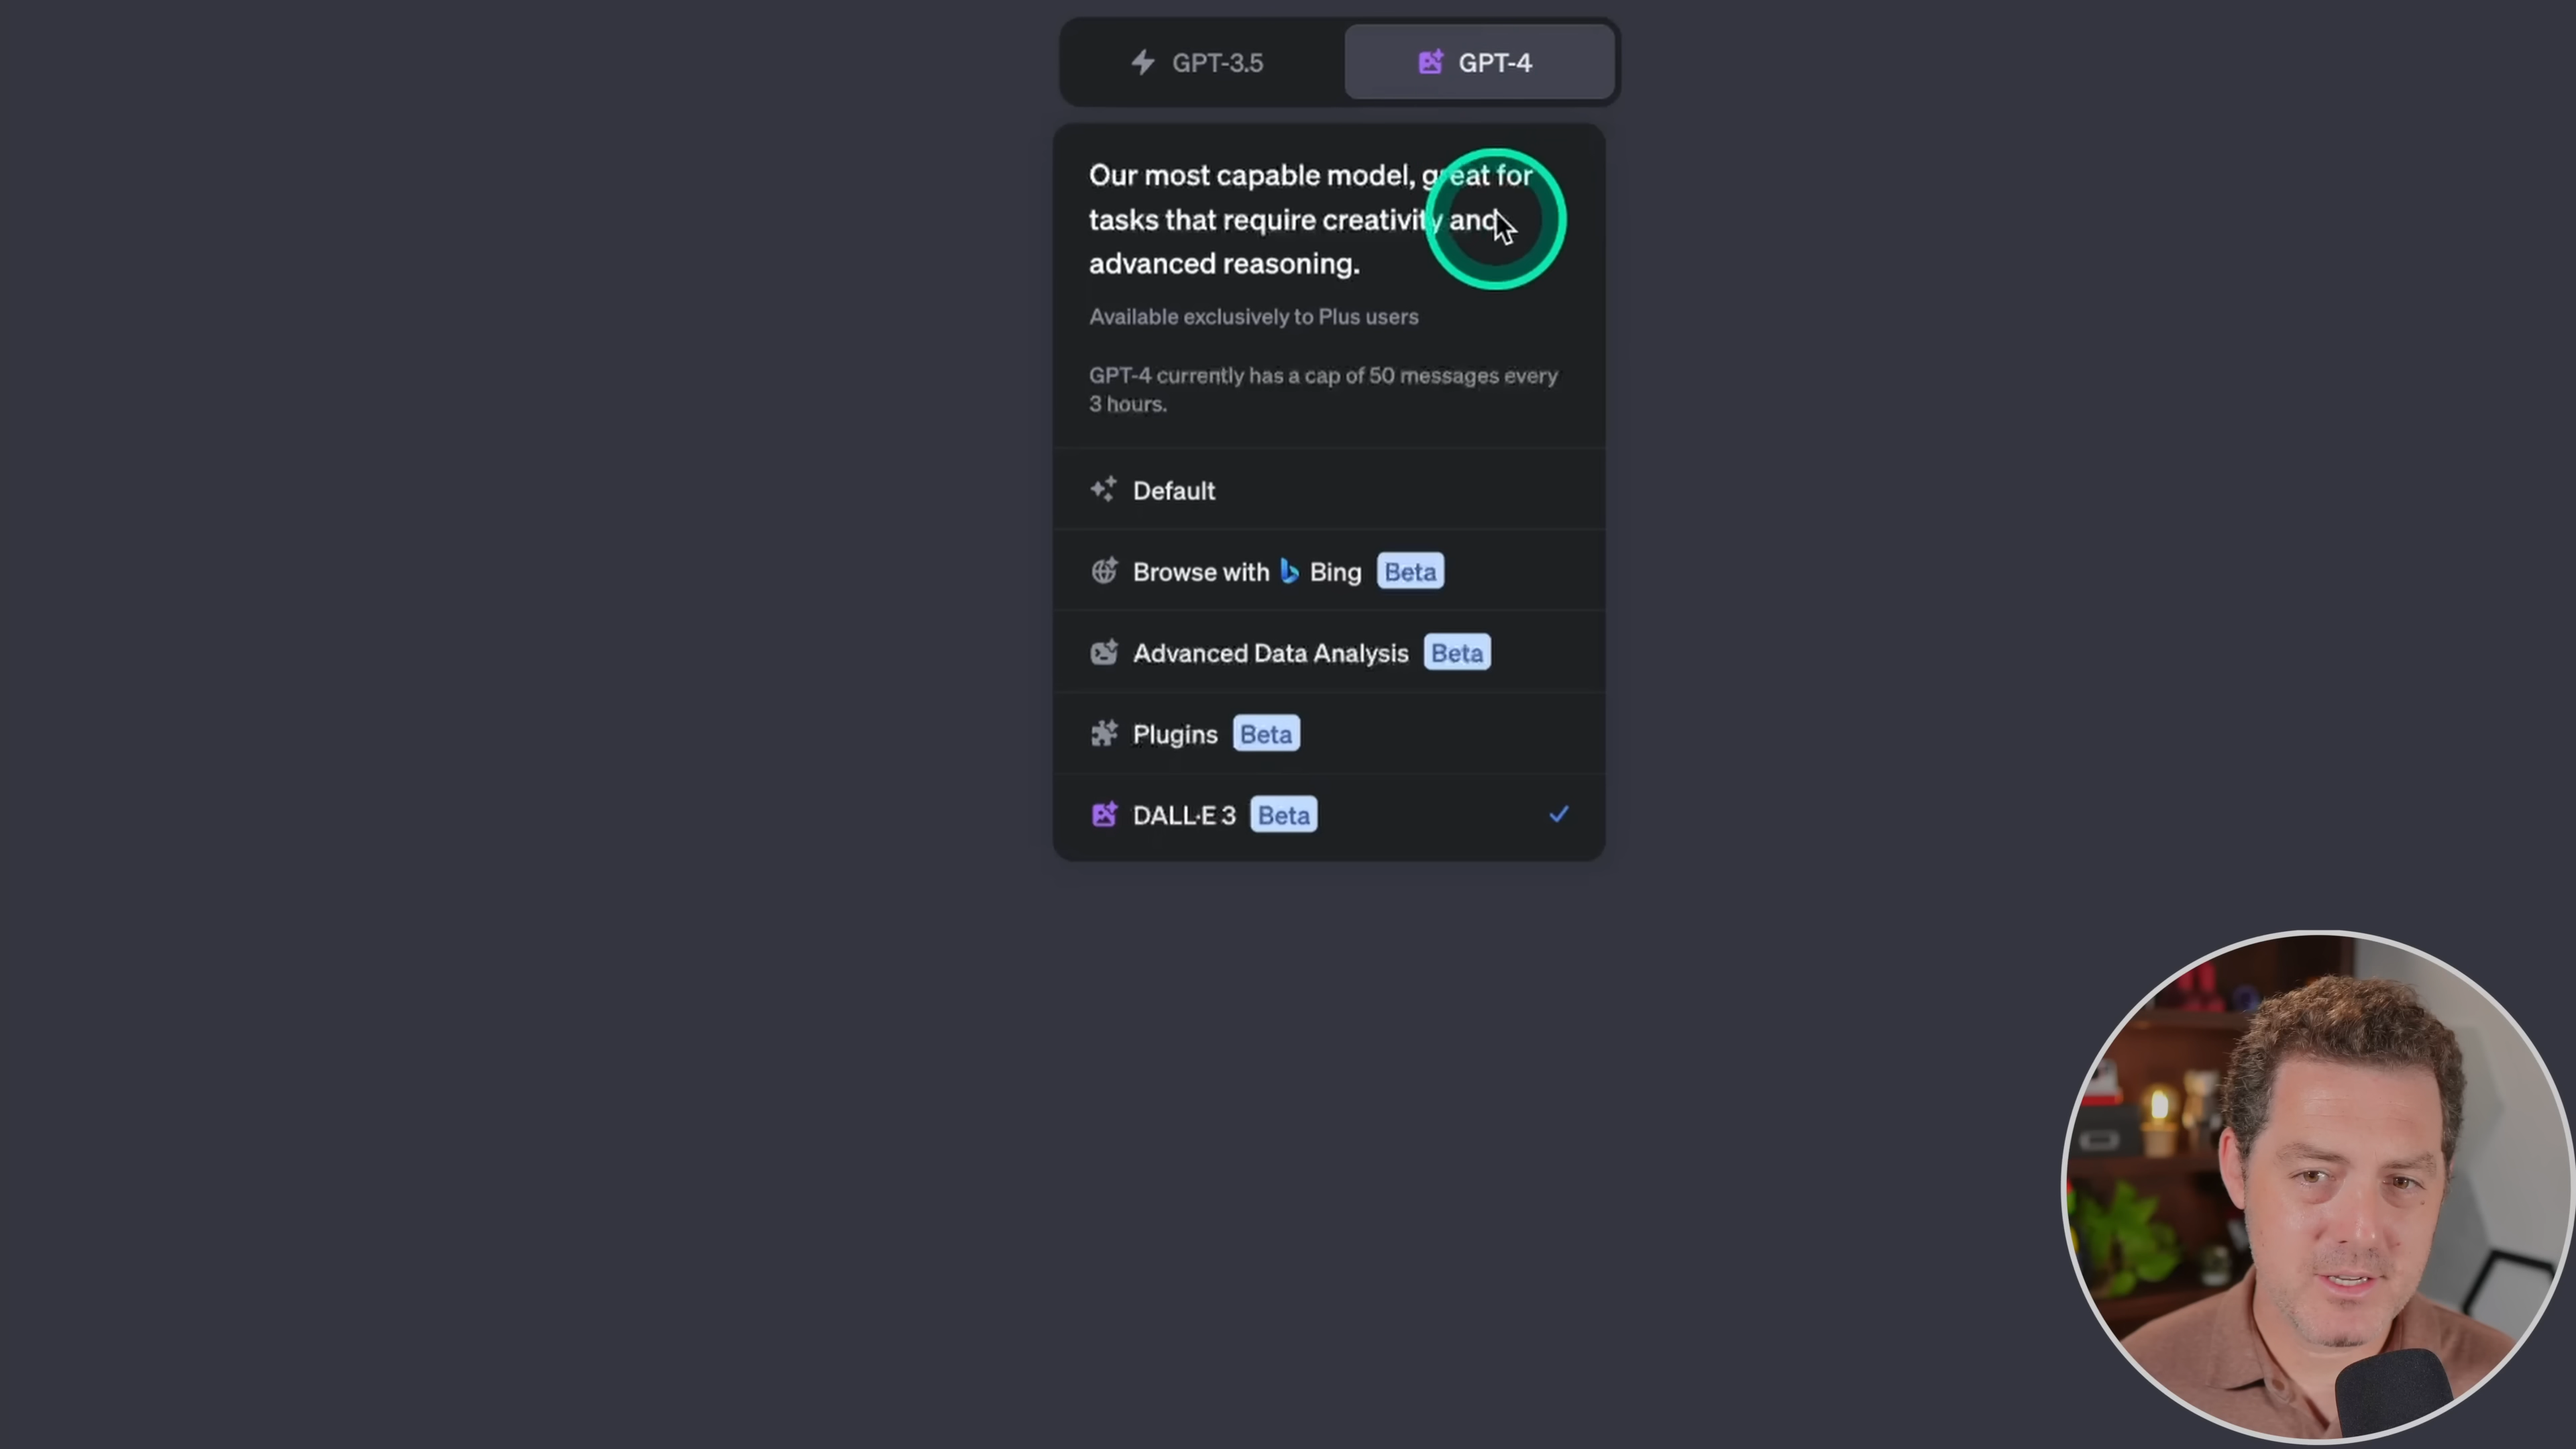 GPT-3.5
GPT-4
Our most capable model, great for
tasks that require creativity and
advanced reasoning.
Available exclusively to Plus users
GPT-4 currently has a cap of 50 messages every
3 hours.
Default
Browse with Bing Beta
Advanced Data Analysis Beta
Plugins Beta
DALL·E 3 Beta